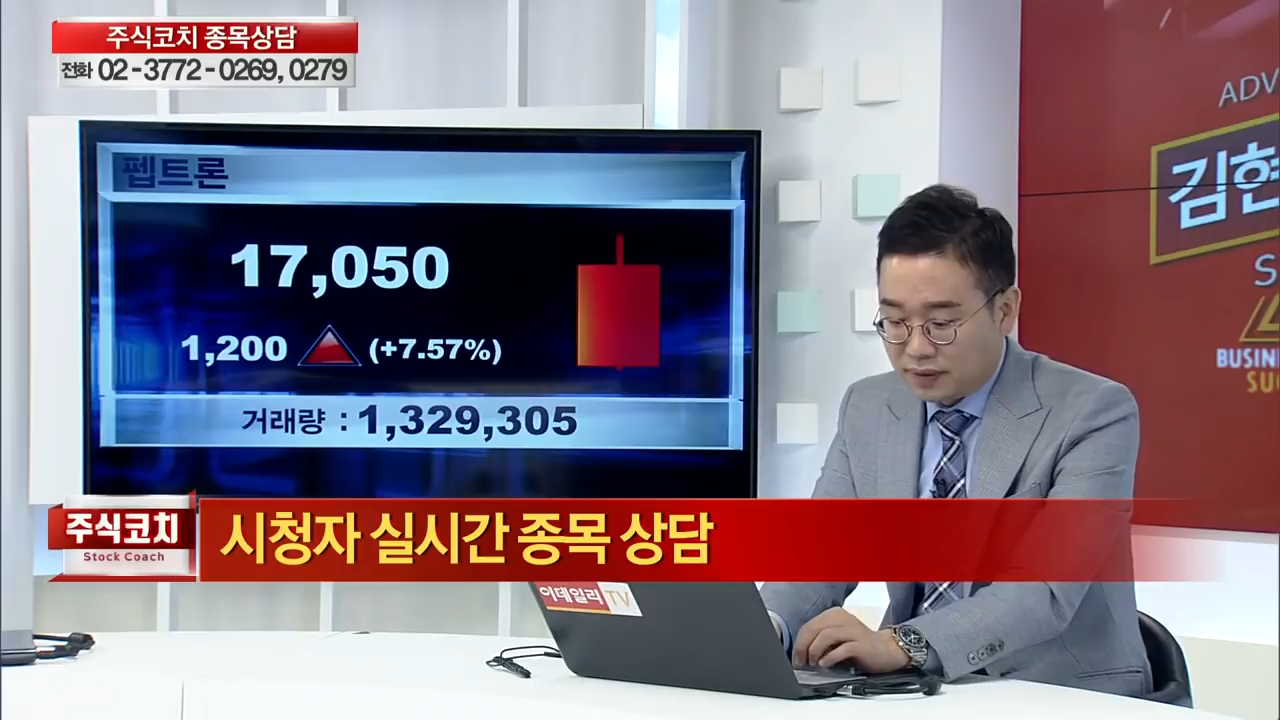 주식코치 종목상담
전화 02-3772-0269, 0279
펩트론
17,050
1,200 (+7.57%)
거래량 : 1,329,305
ADV
김현
S
BUSINE
SU
주식코치
Stock Coach
시청자 실시간 종목 상담
이데일리TV